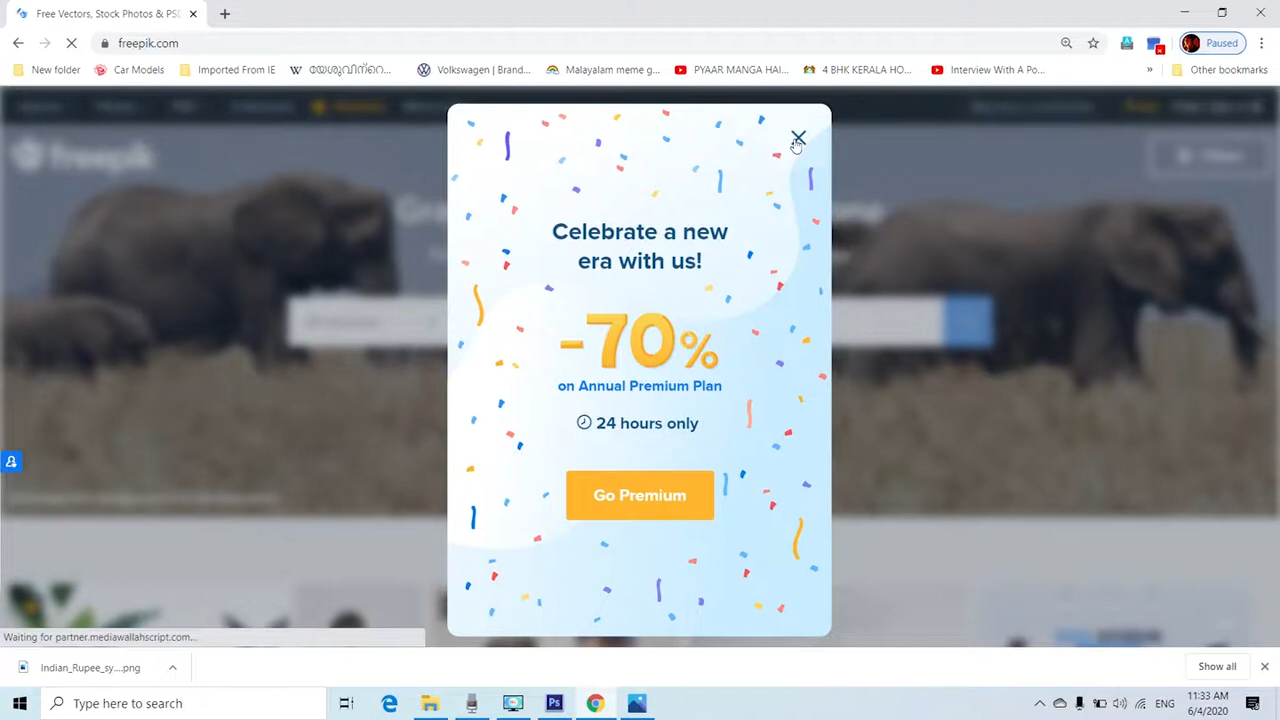 Free Vectors, Stock Photos & PSD
freepik.com
Paused
New folder
Car Models
Imported From IE
യേശുവിന്റെ...
Volkswagen | Brand...
Malayalam meme g...
PYAAR MANGA HAI...
4 BHK KERALA HO...
Interview With A Po...
»
Other bookmarks
freepik
Celebrate a new
era with us!
-70%
on Annual Premium Plan
24 hours only
Go Premium
Waiting for partner.mediawallahscript.com...
Indian_Rupee_sy....png
Show all
Type here to search
Ps
ENG
11:33 AM
6/4/2020